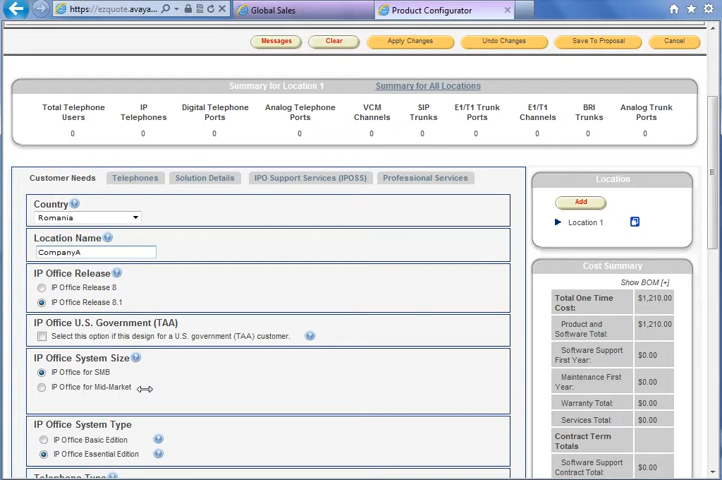 https://ezquote.avaya...
Global Sales
Product Configurator
Messages
Clear
Apply Changes
Undo Changes
Save To Proposal
Cancel
Summary for Location 1
Summary for All Locations
Total Telephone Users
IP Telephones
Digital Telephone Ports
Analog Telephone Ports
VCM Channels
SIP Trunks
E1/T1 Trunk Ports
E1/T1 Channels
BRI Trunks
Analog Trunk Ports
0 0 0 0 0 0 0 0 0 0
Customer Needs
Telephones
Solution Details
IPO Support Services (IPOSS)
Professional Services
Country
Romania
Location Name
CompanyA
IP Office Release
IP Office Release 8
IP Office Release 8.1
IP Office U.S. Government (TAA)
Select this option if this design for a U.S. government (TAA) customer.
IP Office System Size
IP Office for SMB
IP Office for Mid-Market
IP Office System Type
IP Office Basic Edition
IP Office Essential Edition
Telephone Type
Location
Add
Location 1
Cost Summary
Show BOM [+]
Total One Time Cost: $1,210.00
Product and Software Total: $1,210.00
Software Support First Year: $0.00
Maintenance First Year: $0.00
Warranty Total: $0.00
Services Total: $0.00
Contract Term Totals
Software Support Contract Total: $0.00